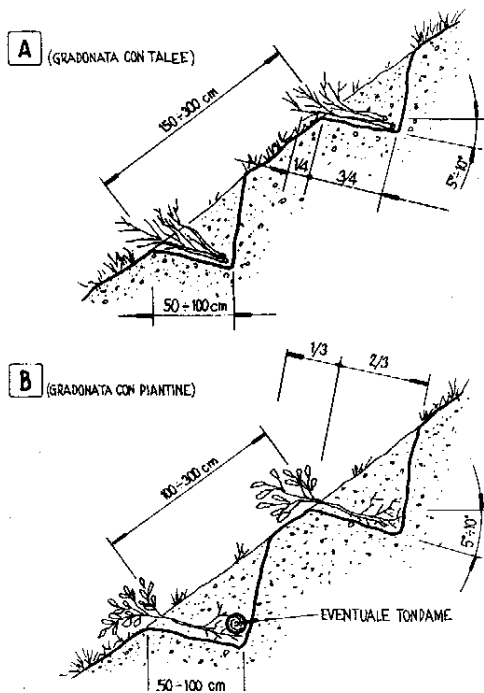 A (GRADONATA CON TALEE)
150÷300 cm
1/4
3/4
5°÷10°
50÷100 cm
B (GRADONATA CON PIANTINE)
1/3
2/3
100÷300 cm
5°÷10°
EVENTUALE TONDAME
50-100 cm